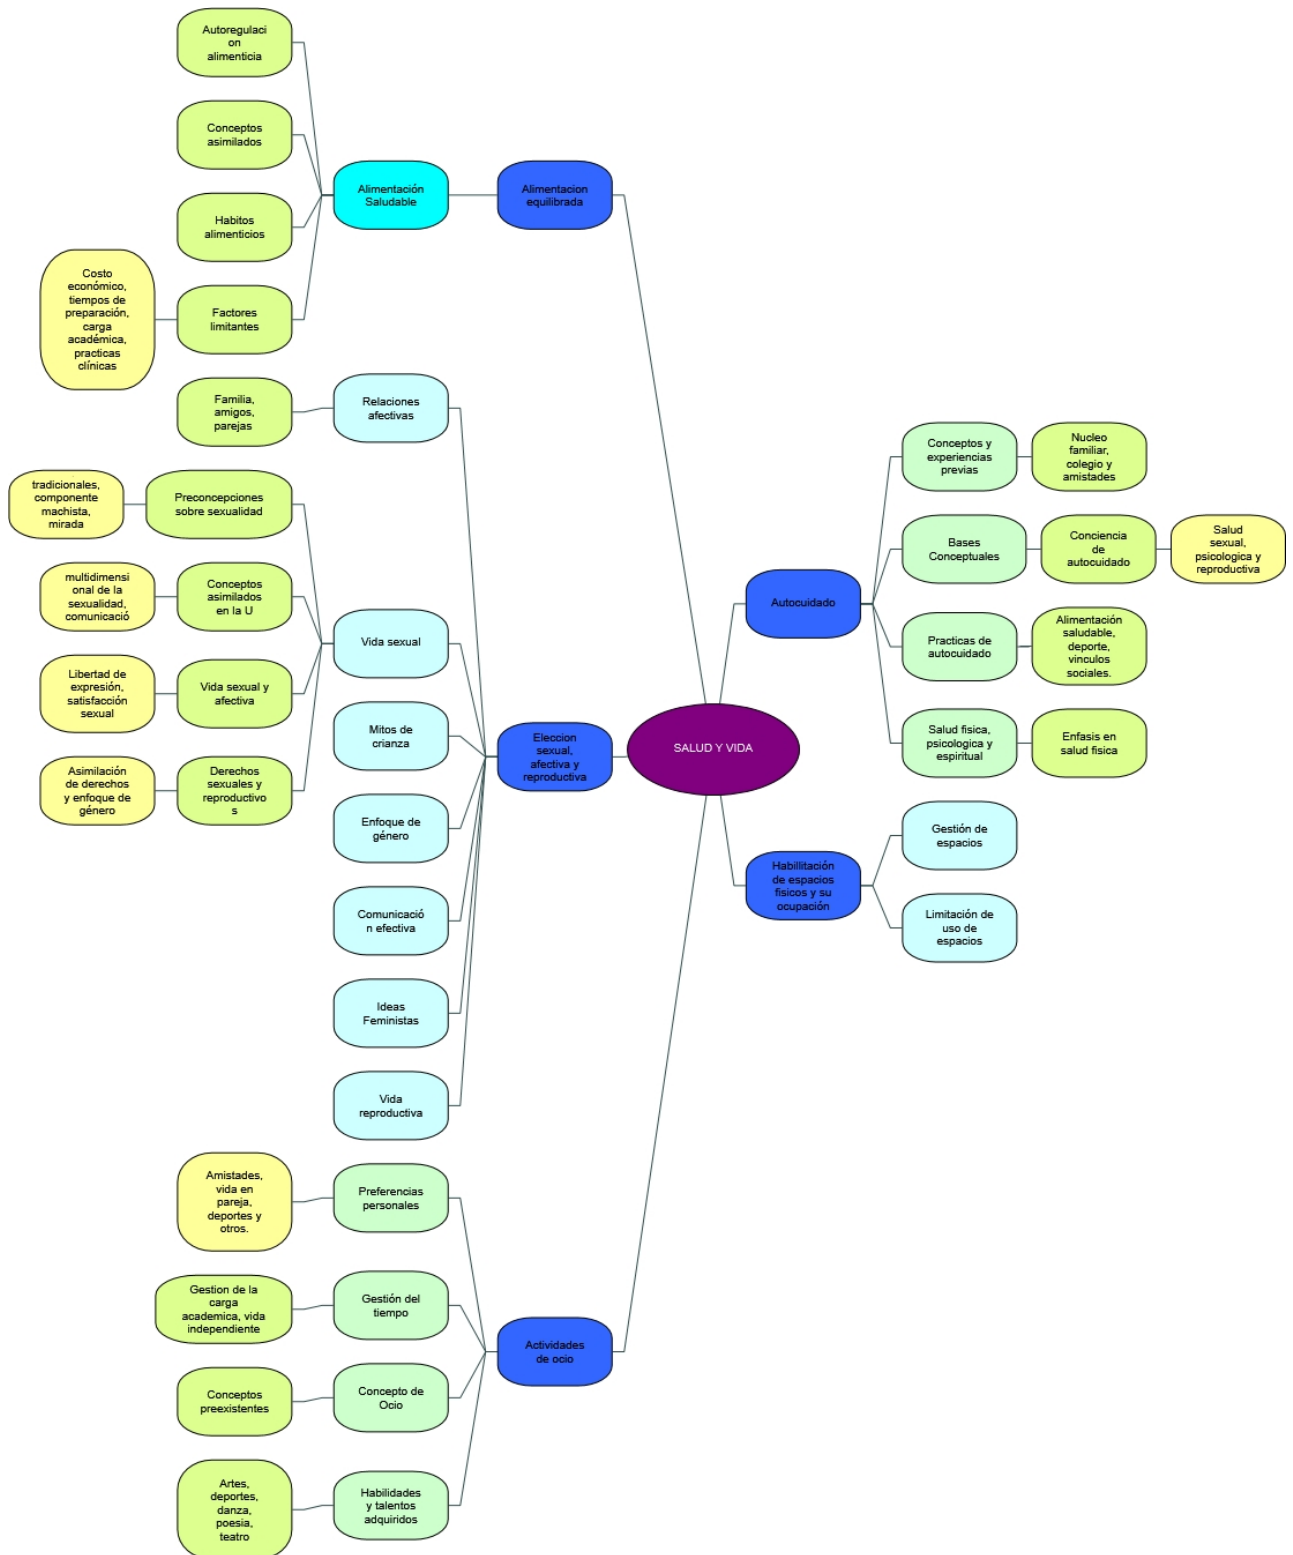 Autoregulaci
on
alimenticia
Conceptos
asimilados
Habitos
alimenticios
Costo
económico,
tiempos de
preparación,
carga
académica,
practicas
clínicas
Factores
limitantes
Alimentación
Saludable
Alimentacion
equilibrada
Familia,
amigos,
parejas
Relaciones
afectivas
tradicionales,
componente
machista,
mirada
Preconcepciones
sobre sexualidad
multidimensi
onal de la
sexualidad,
comunicació
Conceptos
asimilados
en la U
Libertad de
expresión,
satisfacción
sexual
Vida sexual y
afectiva
Asimilación
de derechos
y enfoque de
género
Derechos
sexuales y
reproductivo
s
Vida sexual
Mitos de
crianza
Enfoque de
género
Comunicació
n efectiva
Ideas
Feministas
Vida
reproductiva
Eleccion
sexual,
afectiva y
reproductiva
SALUD Y VIDA
Amistades,
vida en
pareja,
deportes y
otros.
Preferencias
personales
Gestion de la
carga
academica, vida
independiente
Gestión del
tiempo
Conceptos
preexistentes
Concepto de
Ocio
Artes,
deportes,
danza,
poesia,
teatro
Habilidades
y talentos
adquiridos
Actividades
de ocio
Autocuidado
Conceptos y
experiencias
previas
Nucleo
familiar,
colegio y
amistades
Bases
Conceptuales
Conciencia
de
autocuidado
Salud
sexual,
psicologica y
reproductiva
Practicas de
autocuidado
Alimentación
saludable,
deporte,
vinculos
sociales.
Salud fisica,
psicologica y
espiritual
Enfasis en
salud fisica
Habillitación
de espacios
fisicos y su
ocupación
Gestión de
espacios
Limitación de
uso de
espacios